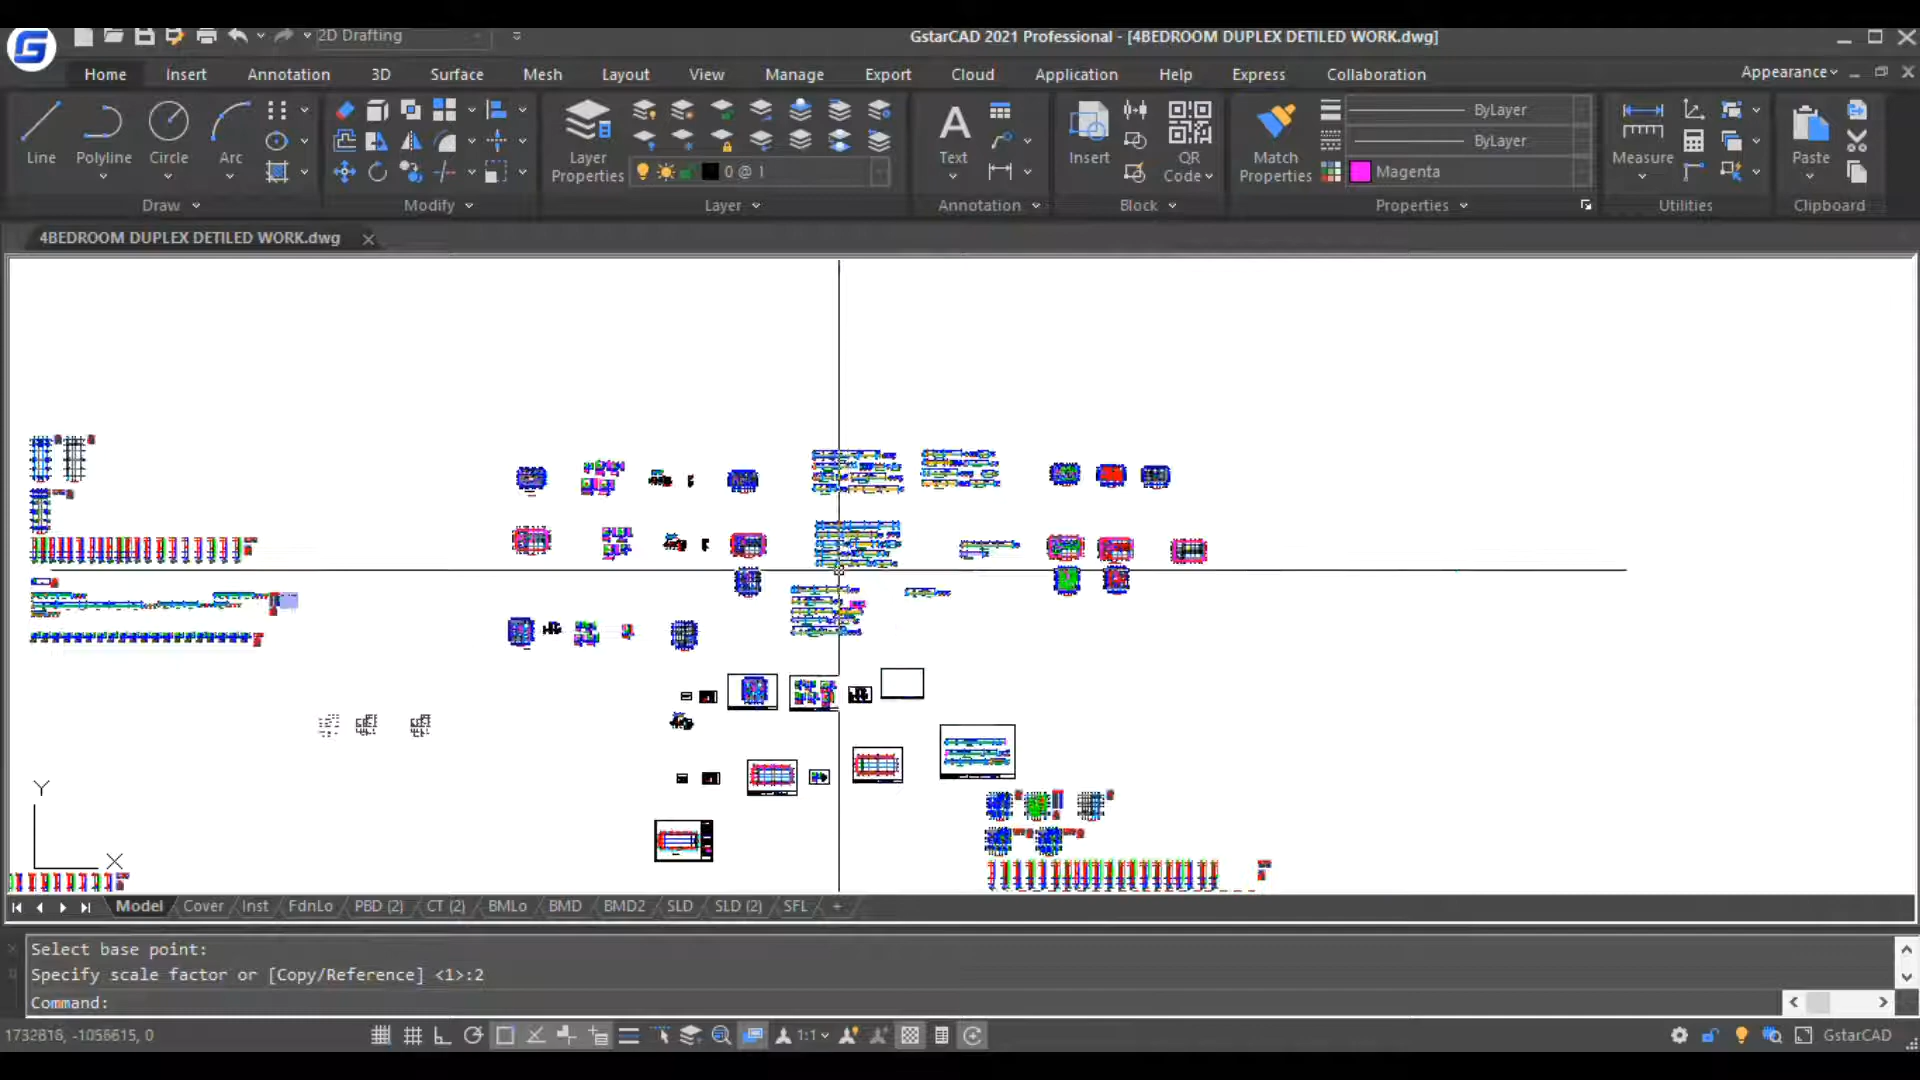 2D Drafting
GstarCAD 2021 Professional - [4BEDROOM DUPLEX DETILED WORK.dwg]
Home Insert Annotation 3D Surface Mesh Layout View Manage Export Cloud Application Help Express Collaboration Appearance
Line Polyline Circle Arc
Layer Properties
0 @ 1
Text
Insert
QR Code
Match Properties
ByLayer
ByLayer
Magenta
Measure
Paste
Draw Modify Layer Annotation Block Properties Utilities Clipboard
4BEDROOM DUPLEX DETILED WORK.dwg
Y
X
Model Cover Inst FdnLo PBD (2) CT (2) BMLo BMD BMD2 SLD SLD (2) SFL +
Select base point:
Specify scale factor or [Copy/Reference] <1>:2
Command:
1732816, -1056615, 0
1:1
GstarCAD